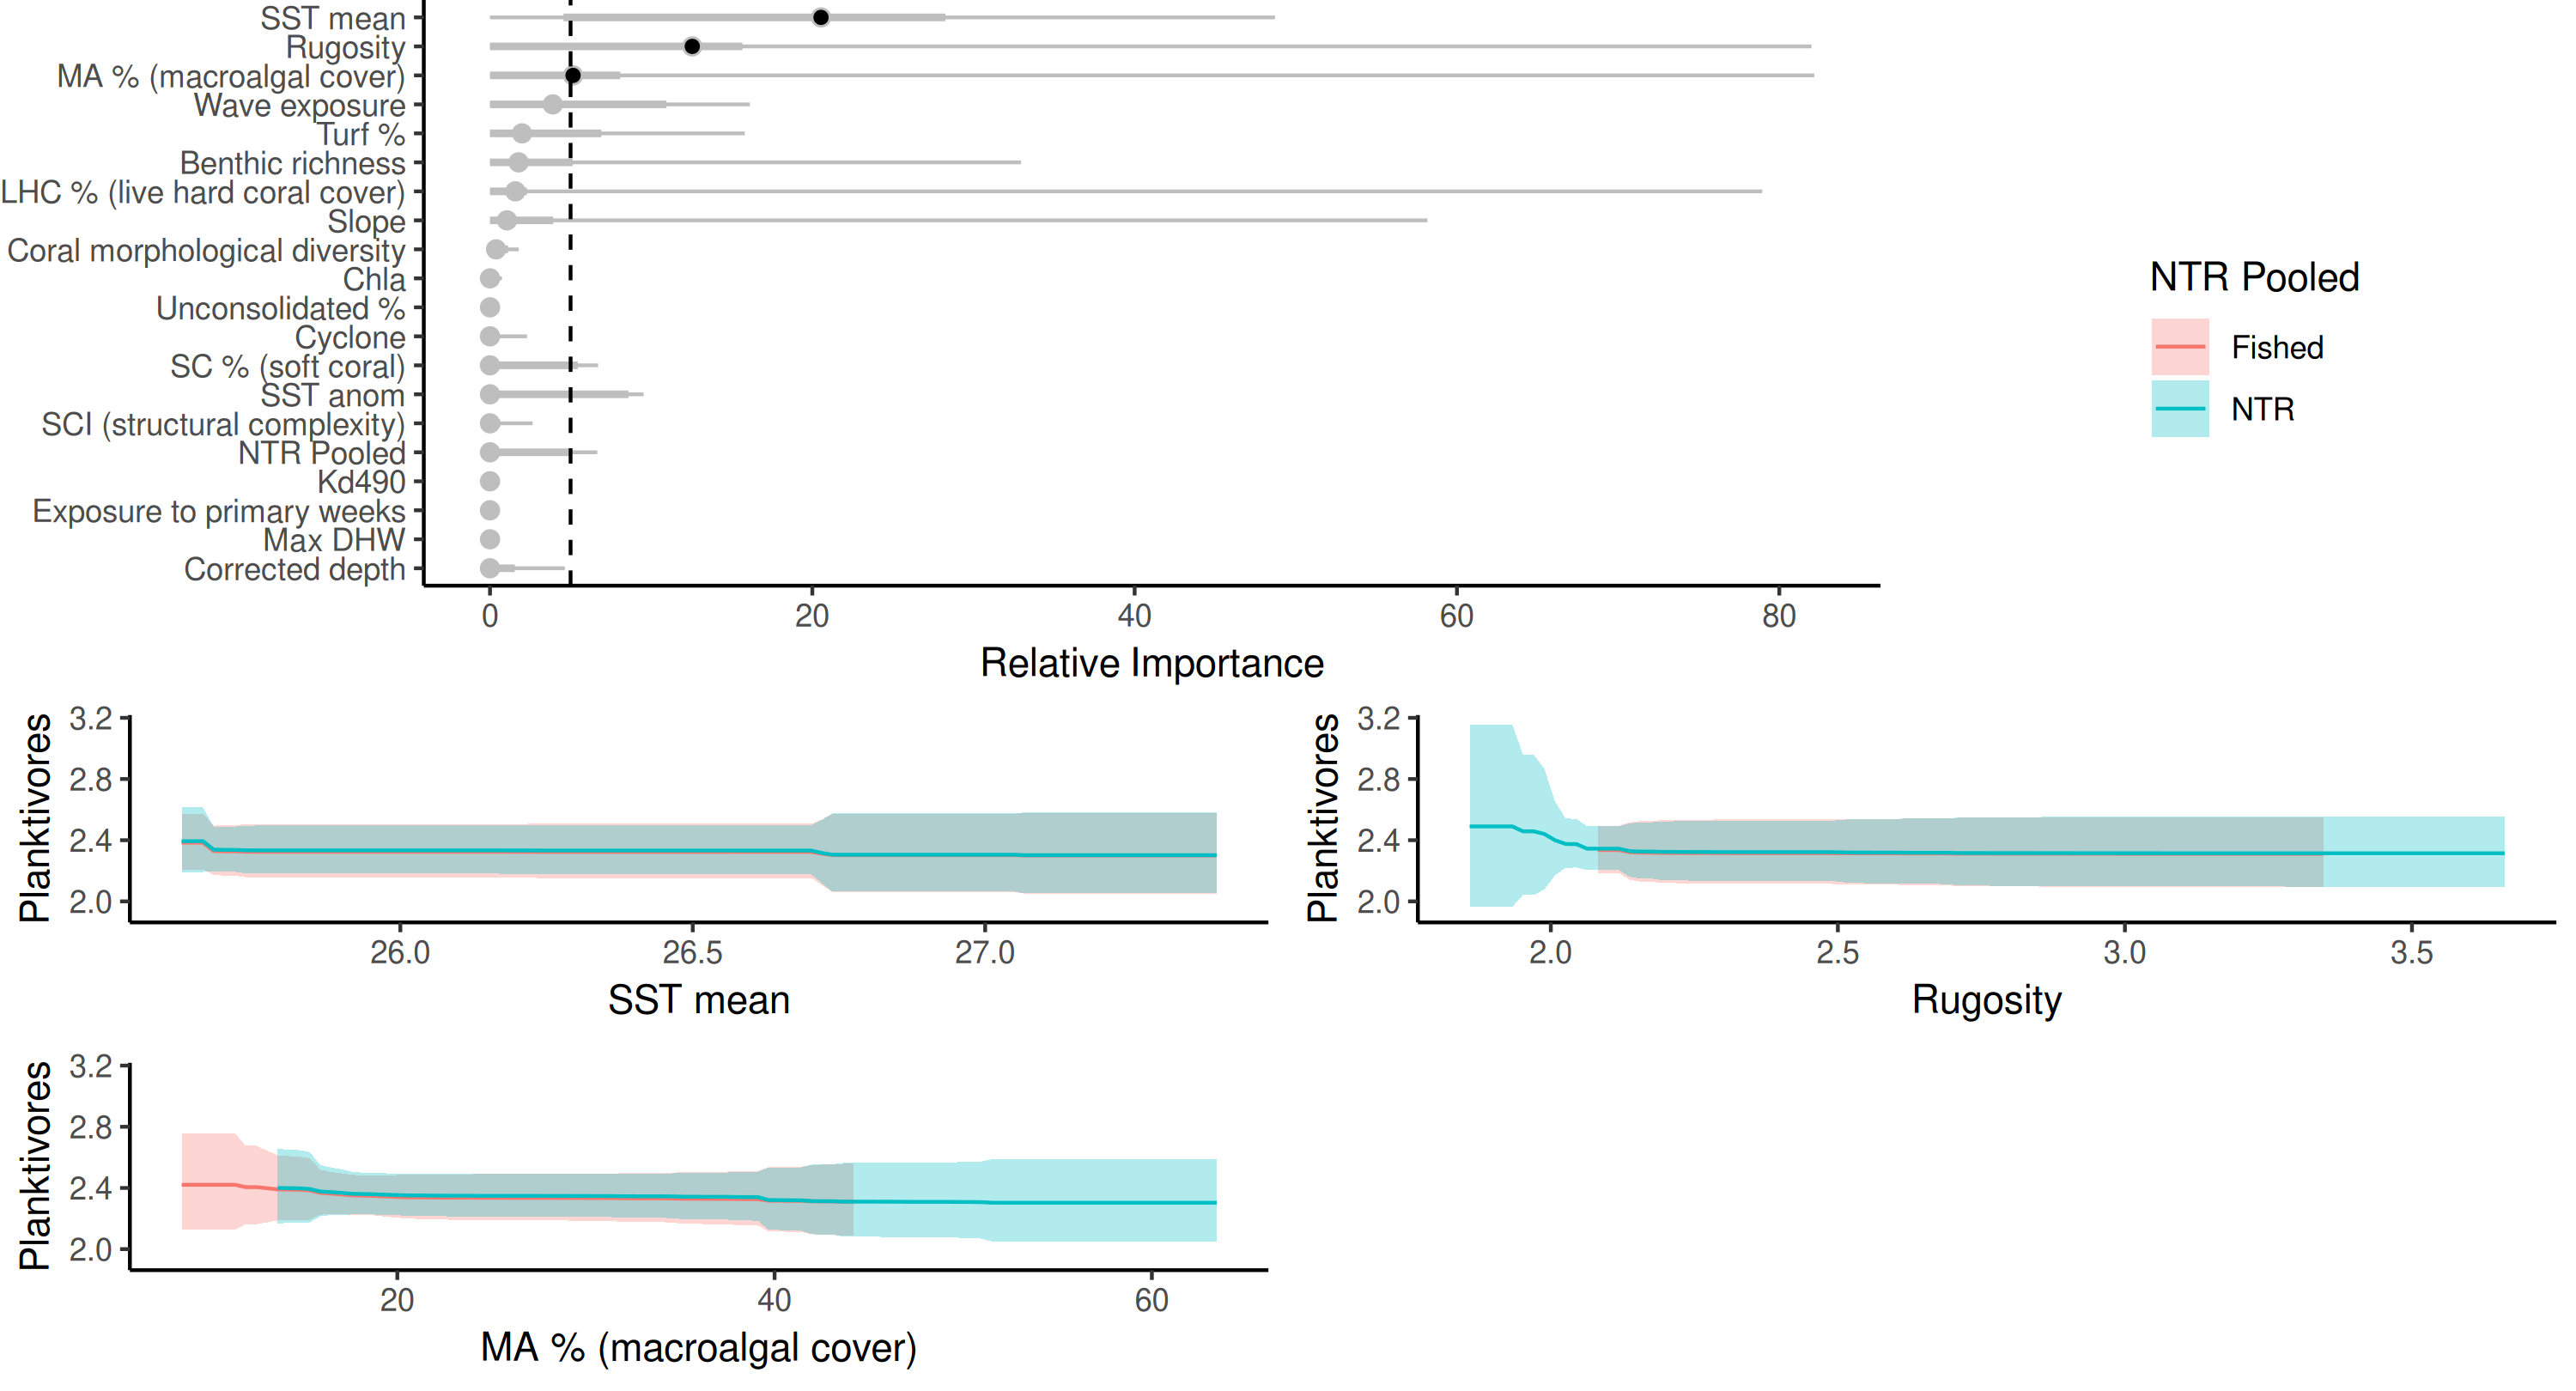 SST mean
Rugosity
MA % (macroalgal cover)
Wave exposure
Turf %
Benthic richness
LHC % (live hard coral cover)
Slope
Coral morphological diversity
Chla
Unconsolidated %
Cyclone
SC % (soft coral)
SST anom
SCI (structural complexity)
NTR Pooled
Kd490
Exposure to primary weeks
Max DHW
Corrected depth
0 20 40 60 80
Relative Importance
NTR Pooled
Fished
NTR
Planktivores
3.2
2.8
2.4
2.0
26.0 26.5 27.0
SST mean
Planktivores
3.2
2.8
2.4
2.0
2.0 2.5 3.0 3.5
Rugosity
Planktivores
3.2
2.8
2.4
2.0
20 40 60
MA % (macroalgal cover)